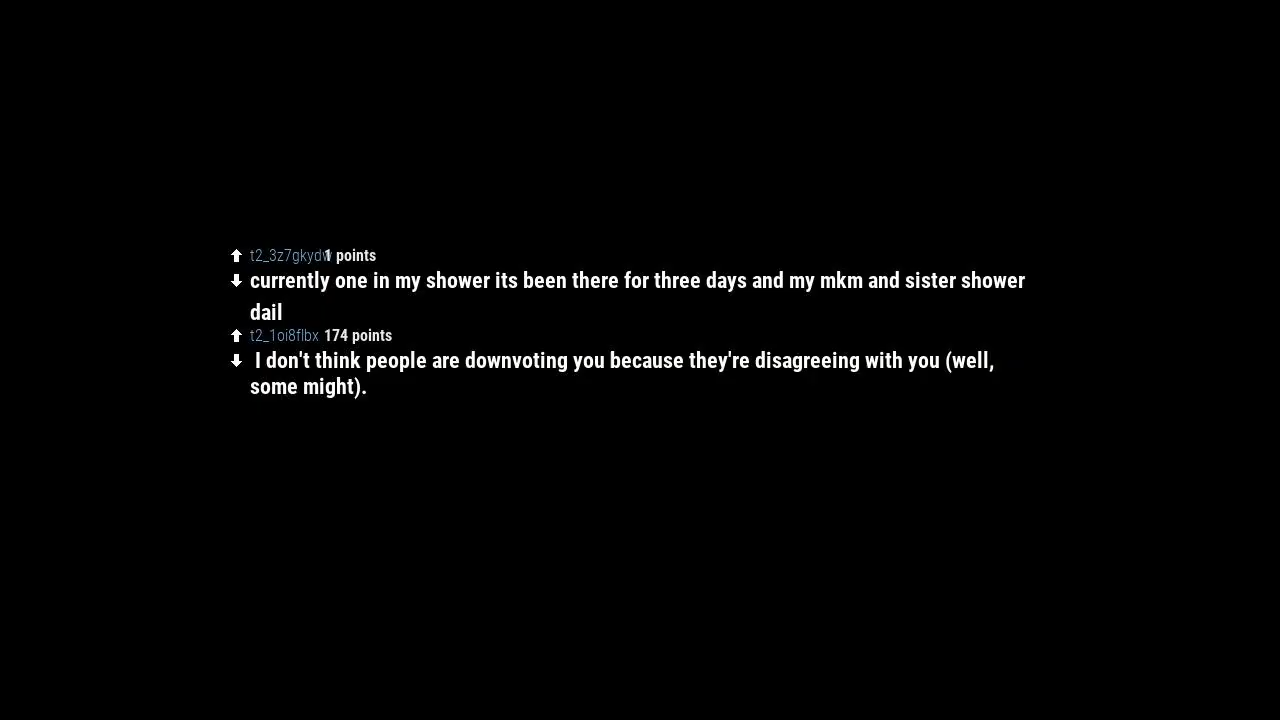 t2_3z7gkydw 1 points
currently one in my shower its been there for three days and my mkm and sister shower
dail
t2_1oi8flbx 174 points
I don't think people are downvoting you because they're disagreeing with you (well,
some might).